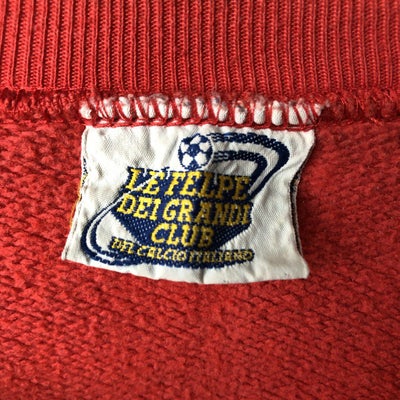 LE FELPE
DEI GRANDI
CLUB
DEL CALCIO ITALIANO